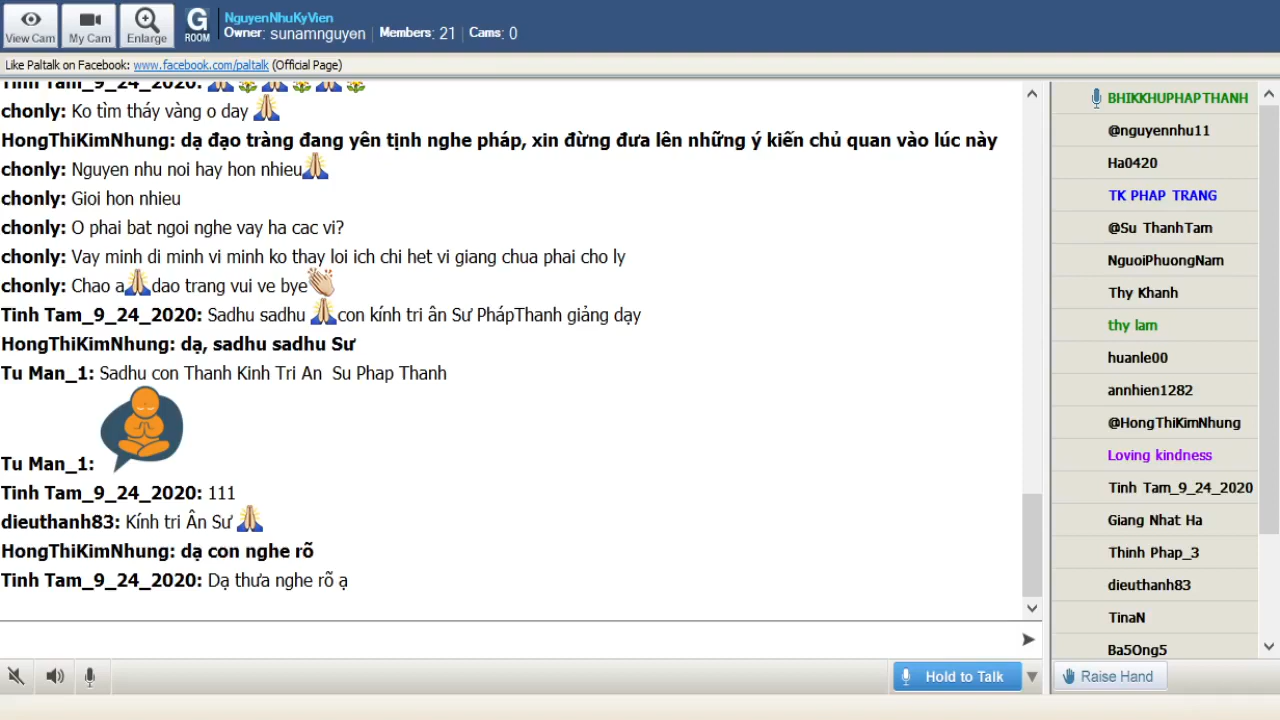 View Cam
My Cam
Enlarge
G
ROOM
NguyenNhuKyVien
Owner: sunamnguyen | Members: 21 | Cams: 0
Like Paltalk on Facebook: www.facebook.com/paltalk (Official Page)
Tinh Tam_9_24_2020:
chonly: Ko tìm tháy vàng o day
HongThiKimNhung: dạ đạo tràng đang yên tịnh nghe pháp, xin đừng đưa lên những ý kiến chủ quan vào lúc này
chonly: Nguyen nhu noi hay hon nhieu
chonly: Gioi hon nhieu
chonly: O phai bat ngoi nghe vay ha cac vi?
chonly: Vay minh di minh vi minh ko thay loi ich chi het vi giang chua phai cho ly
chonly: Chao a dao trang vui ve bye
Tinh Tam_9_24_2020: Sadhu sadhu con kính tri ân Sư PhápThanh giảng dạy
HongThiKimNhung: dạ, sadhu sadhu Sư
Tu Man_1: Sadhu con Thanh Kinh Tri An Su Phap Thanh
Tu Man_1:
Tinh Tam_9_24_2020: 111
dieuthanh83: Kính tri Ân Sư
HongThiKimNhung: dạ con nghe rõ
Tinh Tam_9_24_2020: Dạ thưa nghe rõ ạ
BHIKKHUPHAPTHANH
@nguyennhu11
Ha0420
TK PHAP TRANG
@Su ThanhTam
NguoiPhuongNam
Thy Khanh
thy lam
huanle00
annhien1282
@HongThiKimNhung
Loving kindness
Tinh Tam_9_24_2020
Giang Nhat Ha
Thinh Phap_3
dieuthanh83
TinaN
Ba5Ong5
Hold to Talk
Raise Hand